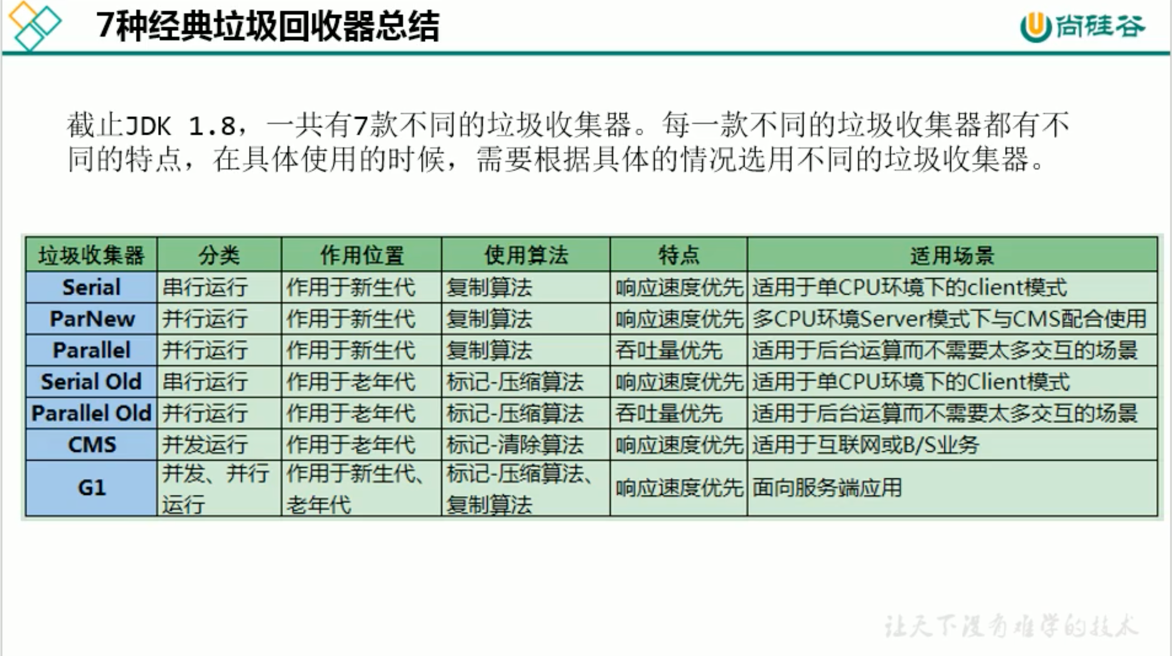 7种经典垃圾回收器总结
尚硅谷
截止JDK 1.8，一共有7款不同的垃圾收集器。每一款不同的垃圾收集器都有不
同的特点，在具体使用的时候，需要根据具体的情况选用不同的垃圾收集器。
垃圾收集器 分类 作用位置 使用算法 特点 适用场景
Serial 串行运行 作用于新生代 复制算法 响应速度优先 适用于单CPU环境下的client模式
ParNew 并行运行 作用于新生代 复制算法 响应速度优先 多CPU环境Server模式下与CMS配合使用
Parallel 并行运行 作用于新生代 复制算法 吞吐量优先 适用于后台运算而不需要太多交互的场景
Serial Old 串行运行 作用于老年代 标记-压缩算法 响应速度优先 适用于单CPU环境下的Client模式
Parallel Old 并行运行 作用于老年代 标记-压缩算法 吞吐量优先 适用于后台运算而不需要太多交互的场景
CMS 并发运行 作用于老年代 标记-清除算法 响应速度优先 适用于互联网或B/S业务
G1 并发、并行 作用于新生代、 标记-压缩算法、 响应速度优先 面向服务端应用
运行 老年代 复制算法
让天下没有难学的技术